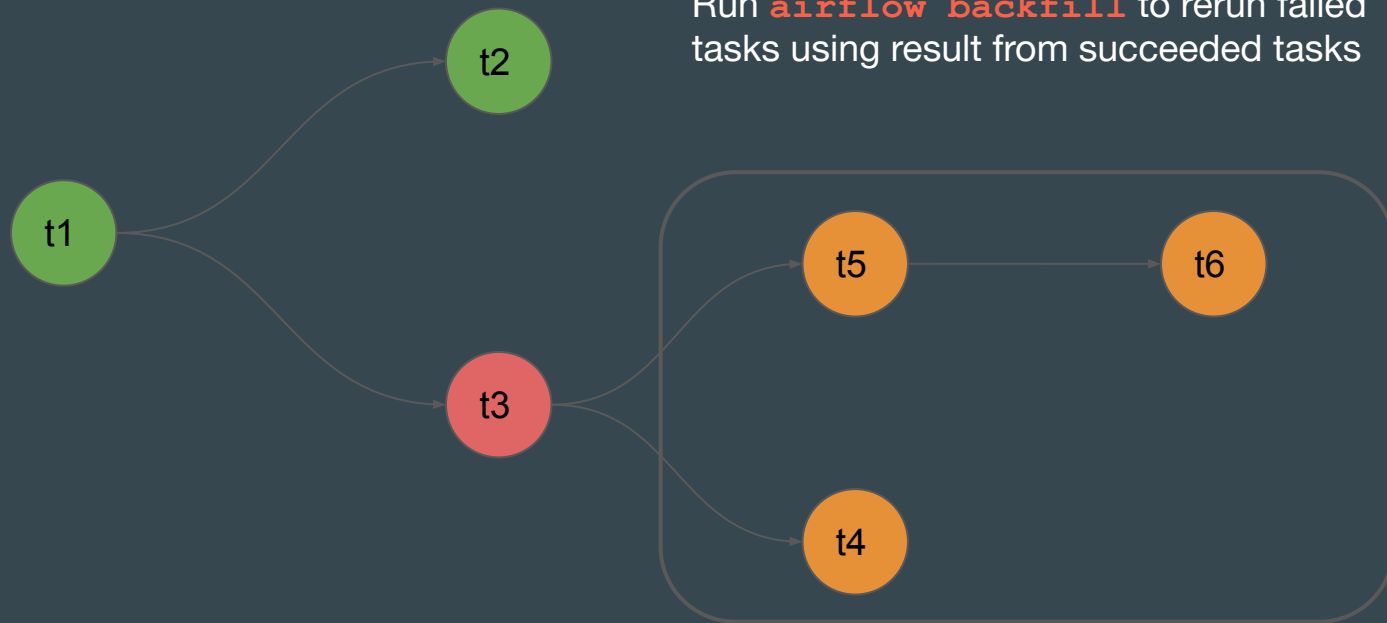 Run airflow backfill to rerun failed
tasks using result from succeeded tasks
t2
t1
t5
t6
t3
t4